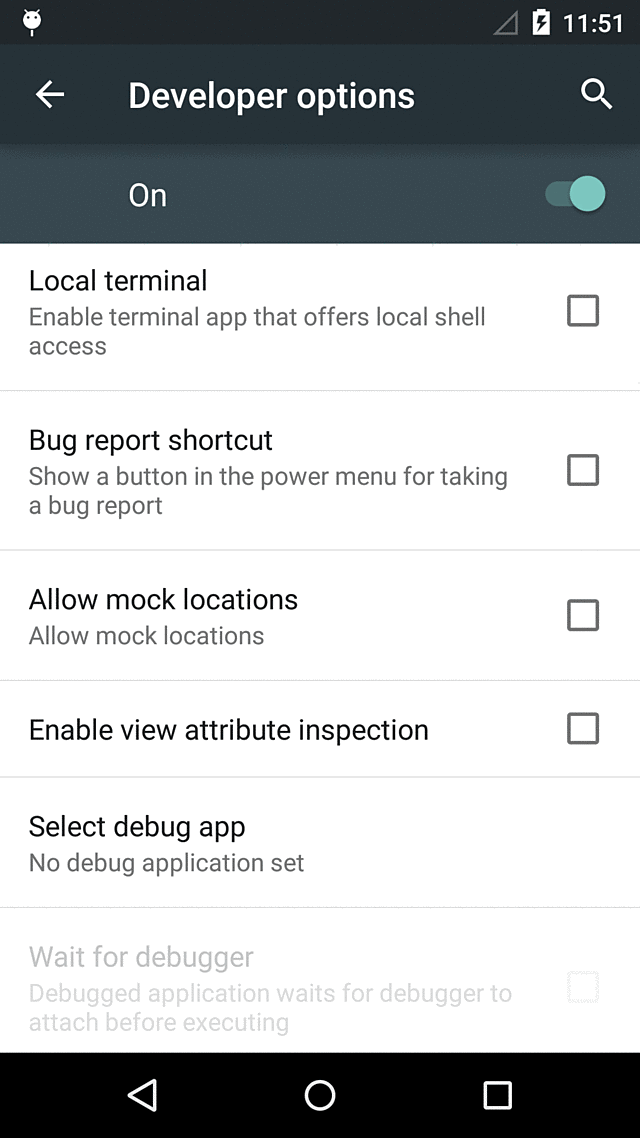 11:51
Developer options
On
Local terminal
Enable terminal app that offers local shell
access
Bug report shortcut
Show a button in the power menu for taking
a bug report
Allow mock locations
Allow mock locations
Enable view attribute inspection
Select debug app
No debug application set
Wait for debugger
Debugged application waits for debugger to
attach before executing